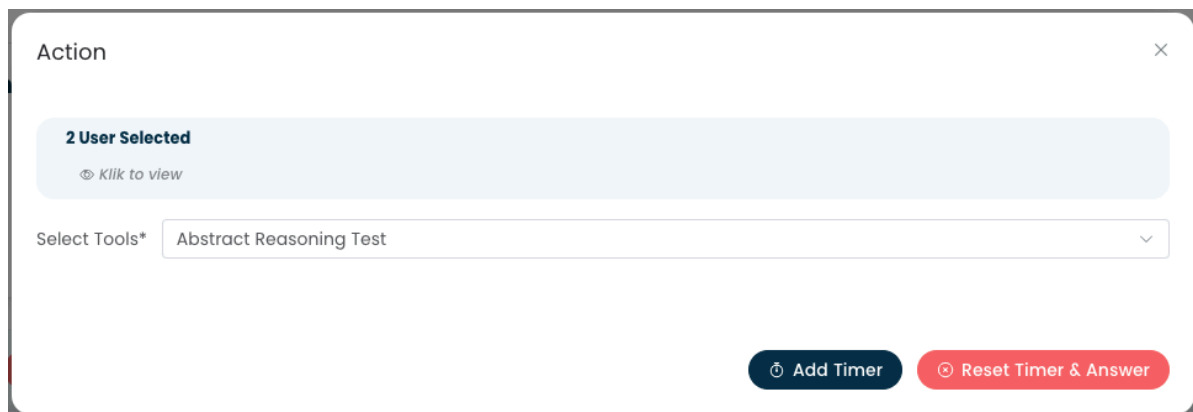 Action
2 User Selected
Klik to view
Select Tools* Abstract Reasoning Test
Add Timer Reset Timer & Answer